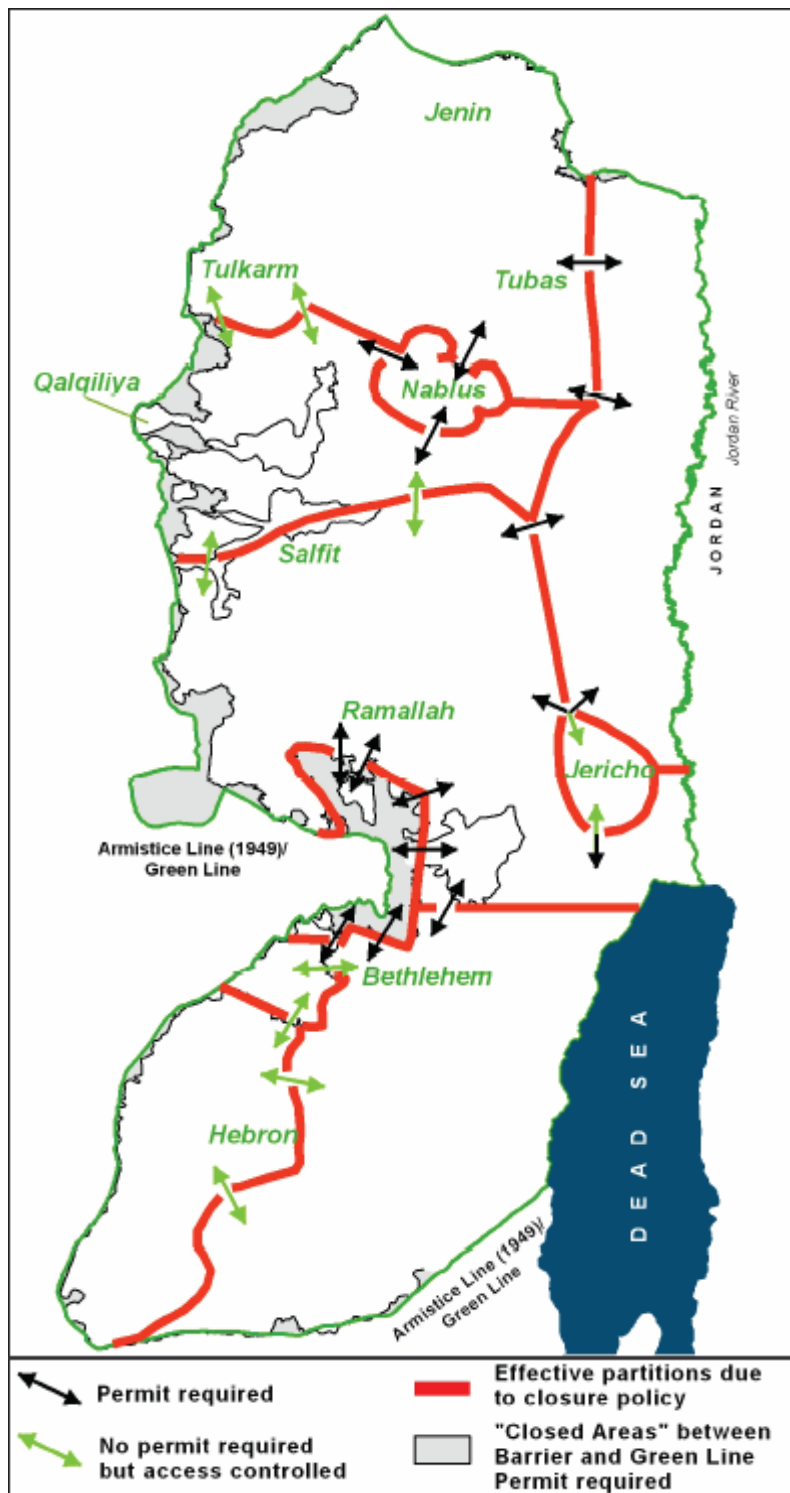 Jenin
Tulkarm
Tubas
Qalqiliya
Nablus
Jordan River
JORDAN
Salfit
Ramallah
Jericho
Armistice Line (1949)/
Green Line
Bethlehem
Hebron
DEAD SEA
Armistice Line (1949)/
Green Line
Permit required
No permit required
but access controlled
Effective partitions due
to closure policy
"Closed Areas" between
Barrier and Green Line
Permit required